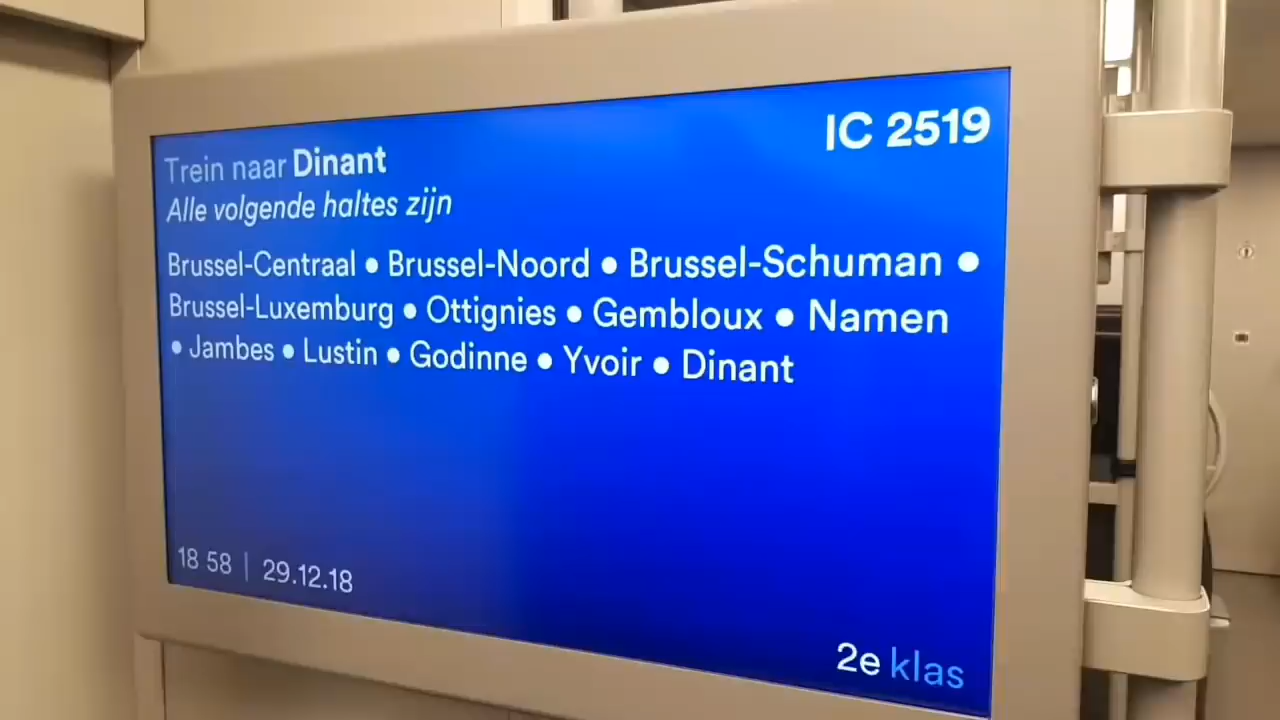 IC 2519
Trein naar Dinant
Alle volgende haltes zijn
Brussel-Centraal • Brussel-Noord • Brussel-Schuman •
Brussel-Luxemburg • Ottignies • Gembloux • Namen
• Jambes • Lustin • Godinne • Yvoir • Dinant
18 58 | 29.12.18
2e klas